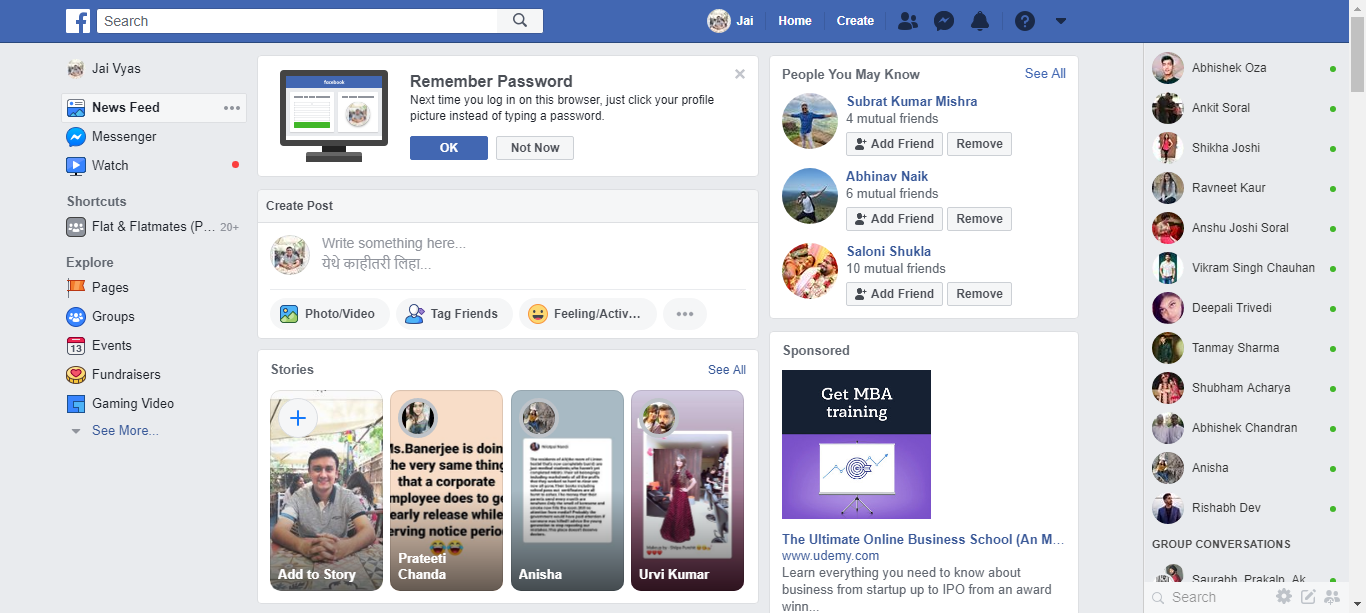 Search
Jai
Home
Create
Jai Vyas
News Feed
Messenger
Watch
Shortcuts
Flat & Flatmates (P... 20+
Explore
Pages
Groups
13
Events
Fundraisers
Gaming Video
See More...
facebook
Remember Password
Next time you log in on this browser, just click your profile
picture instead of typing a password.
OK
Not Now
Create Post
Write something here...
येथे काहीतरी लिहा...
Photo/Video
Tag Friends
Feeling/Activ...
Stories
See All
Add to Story
Ms.Banerjee is doin
the very same thing
that a corporate
employee does to ge
early release while
erving notice perio
Prateeti
Chanda
Anisha
Urvi Kumar
People You May Know
See All
Subrat Kumar Mishra
4 mutual friends
Add Friend
Remove
Abhinav Naik
6 mutual friends
Add Friend
Remove
Saloni Shukla
10 mutual friends
Add Friend
Remove
Sponsored
Get MBA
training
The Ultimate Online Business School (An M...
www.udemy.com
Learn everything you need to know about
business from startup up to IPO from an award
winn...
Abhishek Oza
Ankit Soral
Shikha Joshi
Ravneet Kaur
Anshu Joshi Soral
Vikram Singh Chauhan
Deepali Trivedi
Tanmay Sharma
Shubham Acharya
Abhishek Chandran
Anisha
Rishabh Dev
GROUP CONVERSATIONS
Saurabh, Prakalp, Ak...
Search